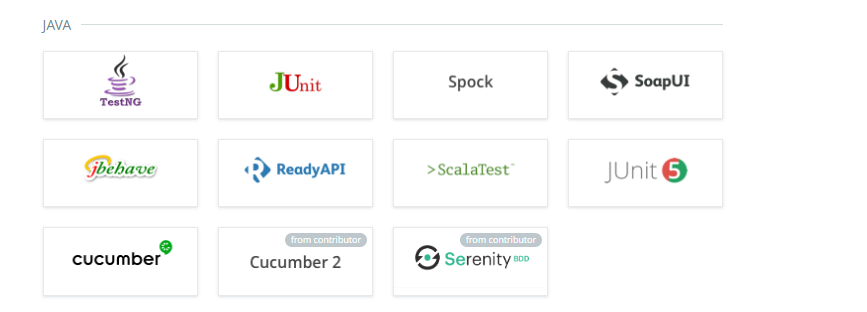 JAVA
TestNG
JUnit
Spock
SoapUI
jbehave
ReadyAPI
>ScalaTest™
JUnit 5
cucumber
from contributor
Cucumber 2
from contributor
Serenity BDD